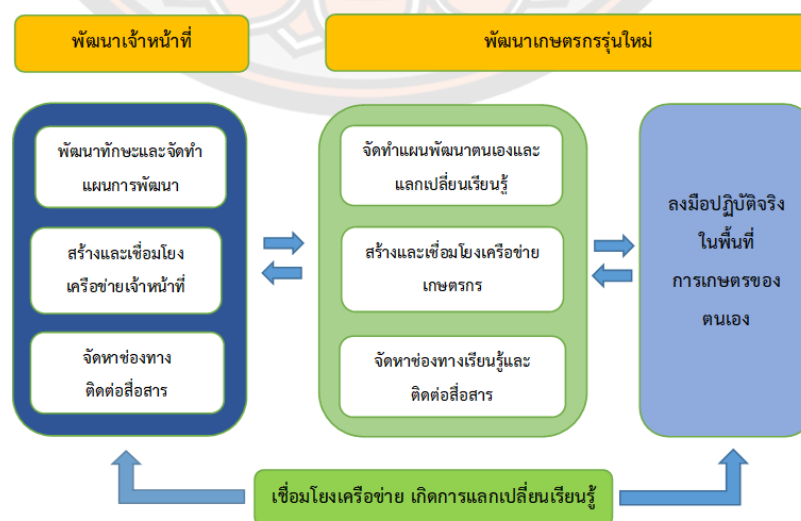 พัฒนาเจ้าหน้าที่
พัฒนาเกษตรกรรุ่นใหม่
พัฒนาทักษะและจัดทำ
แผนการพัฒนา
สร้างและเชื่อมโยง
เครือข่ายเจ้าหน้าที่
จัดหาช่องทาง
ติดต่อสื่อสาร
จัดทำแผนพัฒนาตนเองและ
แลกเปลี่ยนเรียนรู้
สร้างและเชื่อมโยงเครือข่าย
เกษตรกร
จัดหาช่องทางเรียนรู้และ
ติดต่อสื่อสาร
ลงมือปฏิบัติจริง
ในพื้นที่
การเกษตรของ
ตนเอง
เชื่อมโยงเครือข่าย เกิดการแลกเปลี่ยนเรียนรู้